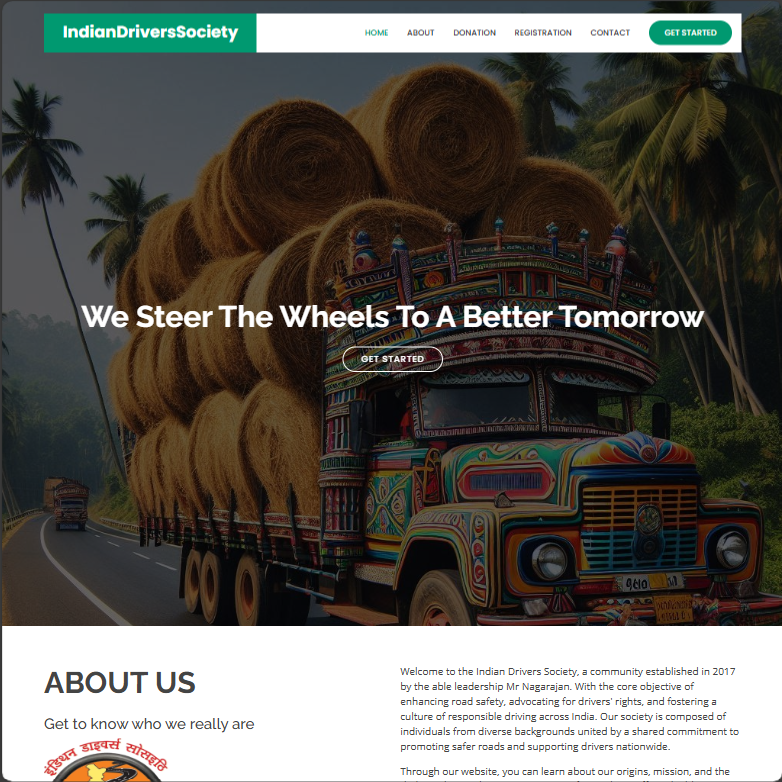 IndianDriversSociety
HOME ABOUT DONATION REGISTRATION CONTACT GET STARTED
We Steer The Wheels To A Better Tomorrow
GET STARTED
ABOUT US
Get to know who we really are
इंडियन ड्राइवर्स सोसाइटि
Welcome to the Indian Drivers Society, a community established in 2017
by the able leadership Mr Nagarajan. With the core objective of
enhancing road safety, advocating for drivers' rights, and fostering a
culture of responsible driving across India. Our society is composed of
individuals from diverse backgrounds united by a shared commitment to
promoting safer roads and supporting drivers nationwide.
Through our website, you can learn about our origins, mission, and the